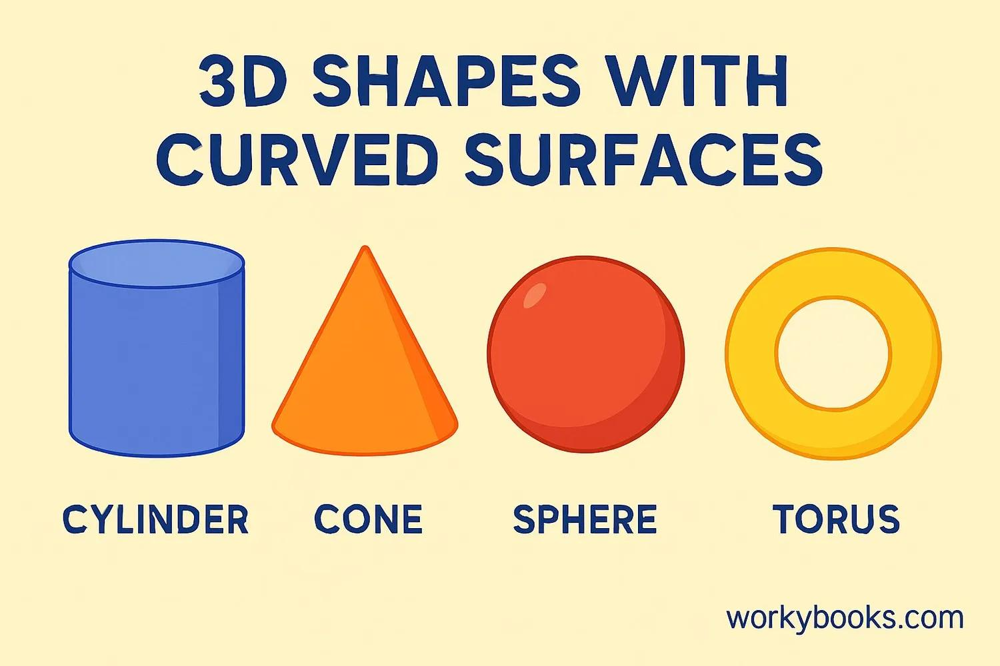 3D SHAPES WITH
CURVED SURFACES
CYLINDER CONE SPHERE TORUS
workybooks.com